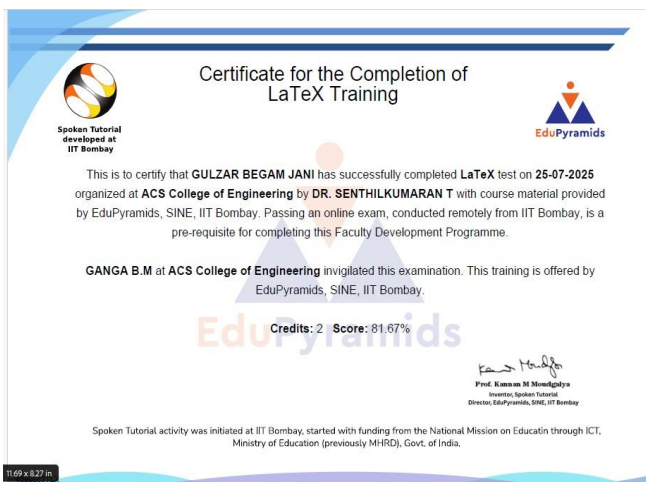 Certificate for the Completion of
LaTeX Training
Spoken Tutorial
developed at
IIT Bombay
EduPyramids
This is to certify that GULZAR BEGAM JANI has successfully completed LaTeX test on 25-07-2025
organized at ACS College of Engineering by DR. SENTHILKUMARAN T with course material provided
by EduPyramids, SINE, IIT Bombay. Passing an online exam, conducted remotely from IIT Bombay, is a
pre-requisite for completing this Faculty Development Programme.
GANGA B.M at ACS College of Engineering invigilated this examination. This training is offered by
EduPyramids, SINE, IIT Bombay.
Credits: 2 Score: 81.67%
EduPyramids
Prof. Kannan M Moudgalya
Inventor, Spoken Tutorial
Director, EduPyramids, SINE, IIT Bombay
Spoken Tutorial activity was initiated at IIT Bombay, started with funding from the National Mission on Educatin through ICT,
Ministry of Education (previously MHRD), Govt. of India.
11.69 x 8.27 in